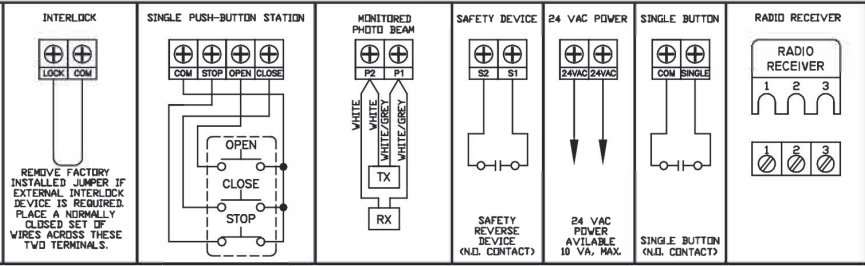 INTERLOCK
LOCK COM
REMOVE FACTORY
INSTALLED JUMPER IF
EXTERNAL INTERLOCK
DEVICE IS REQUIRED.
PLACE A NORMALLY
CLOSED SET OF
WIRES ACROSS THESE
TWO TERMINALS.
SINGLE PUSH-BUTTON STATION
COM STOP OPEN CLOSE
OPEN
CLOSE
STOP
MONITORED
PHOTO BEAM
P2 P1
WHITE
WHITE
WHITE/GREY
WHITE/GREY
TX
RX
SAFETY DEVICE
S2 S1
SAFETY
REVERSE
DEVICE
(N.O. CONTACT)
24 VAC POWER
24VAC 24VAC
24 VAC
POWER
AVILABLE
10 VA, MAX.
SINGLE BUTTON
COM SINGLE
SINGLE BUTTON
(N.O. CONTACT)
RADIO RECEIVER
RADIO
RECEIVER
1 2 3
1 2 3